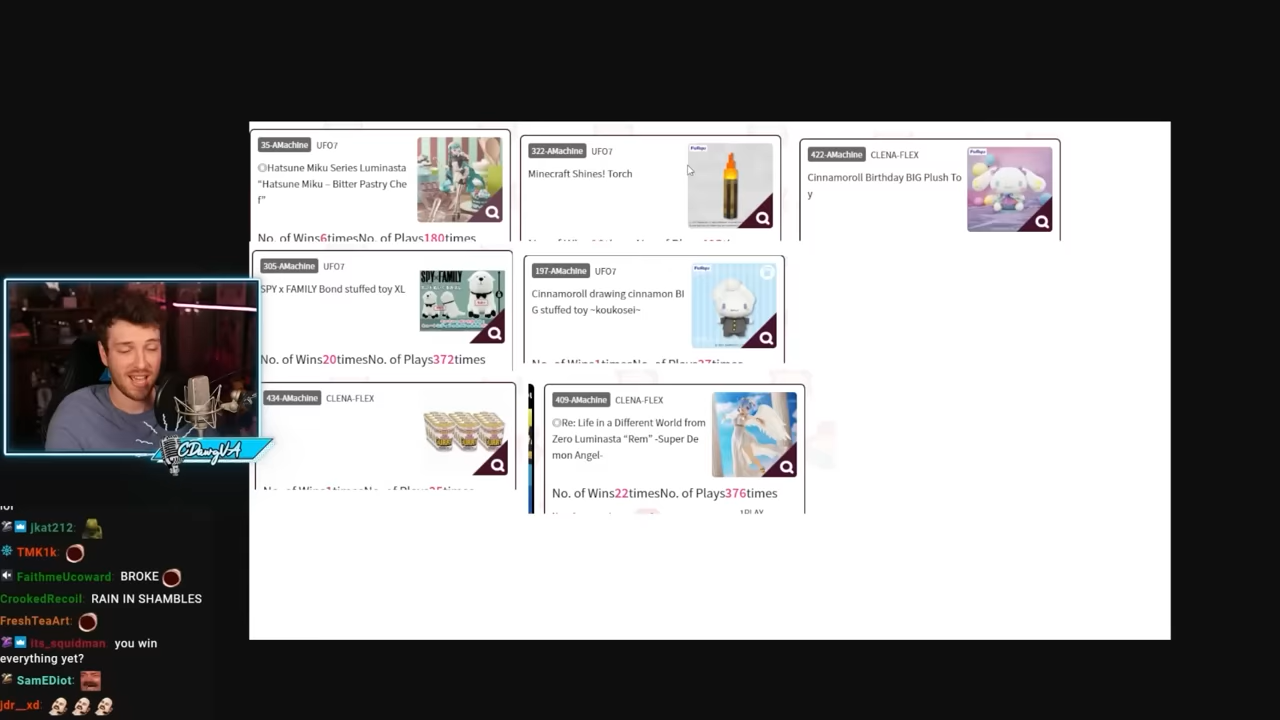 35-AMachine UFO7
◎Hatsune Miku Series Luminasta
"Hatsune Miku – Bitter Pastry Che
f"
No. of Wins6timesNo. of Plays180times
322-AMachine UFO7
Minecraft Shines! Torch
Phillips
422-AMachine CLENA-FLEX
Cinnamoroll Birthday BIG Plush To
y
305-AMachine UFO7
SPY x FAMILY Bond stuffed toy XL
SPY×FAMILY
No. of Wins20timesNo. of Plays372times
197-AMachine UFO7
Cinnamoroll drawing cinnamon BI
G stuffed toy ~koukosei~
434-AMachine CLENA-FLEX
409-AMachine CLENA-FLEX
◎Re: Life in a Different World from
Zero Luminasta "Rem" -Super De
mon Angel-
No. of Wins22timesNo. of Plays376times
1PLAY
CDawgVA
jkat212:
TMK1k:
FaithmeUcoward: BROKE
CrookedRecoil: RAIN IN SHAMBLES
FreshTeaArt:
its_squidman: you win
everything yet?
SamEDiot:
jdr__xd: